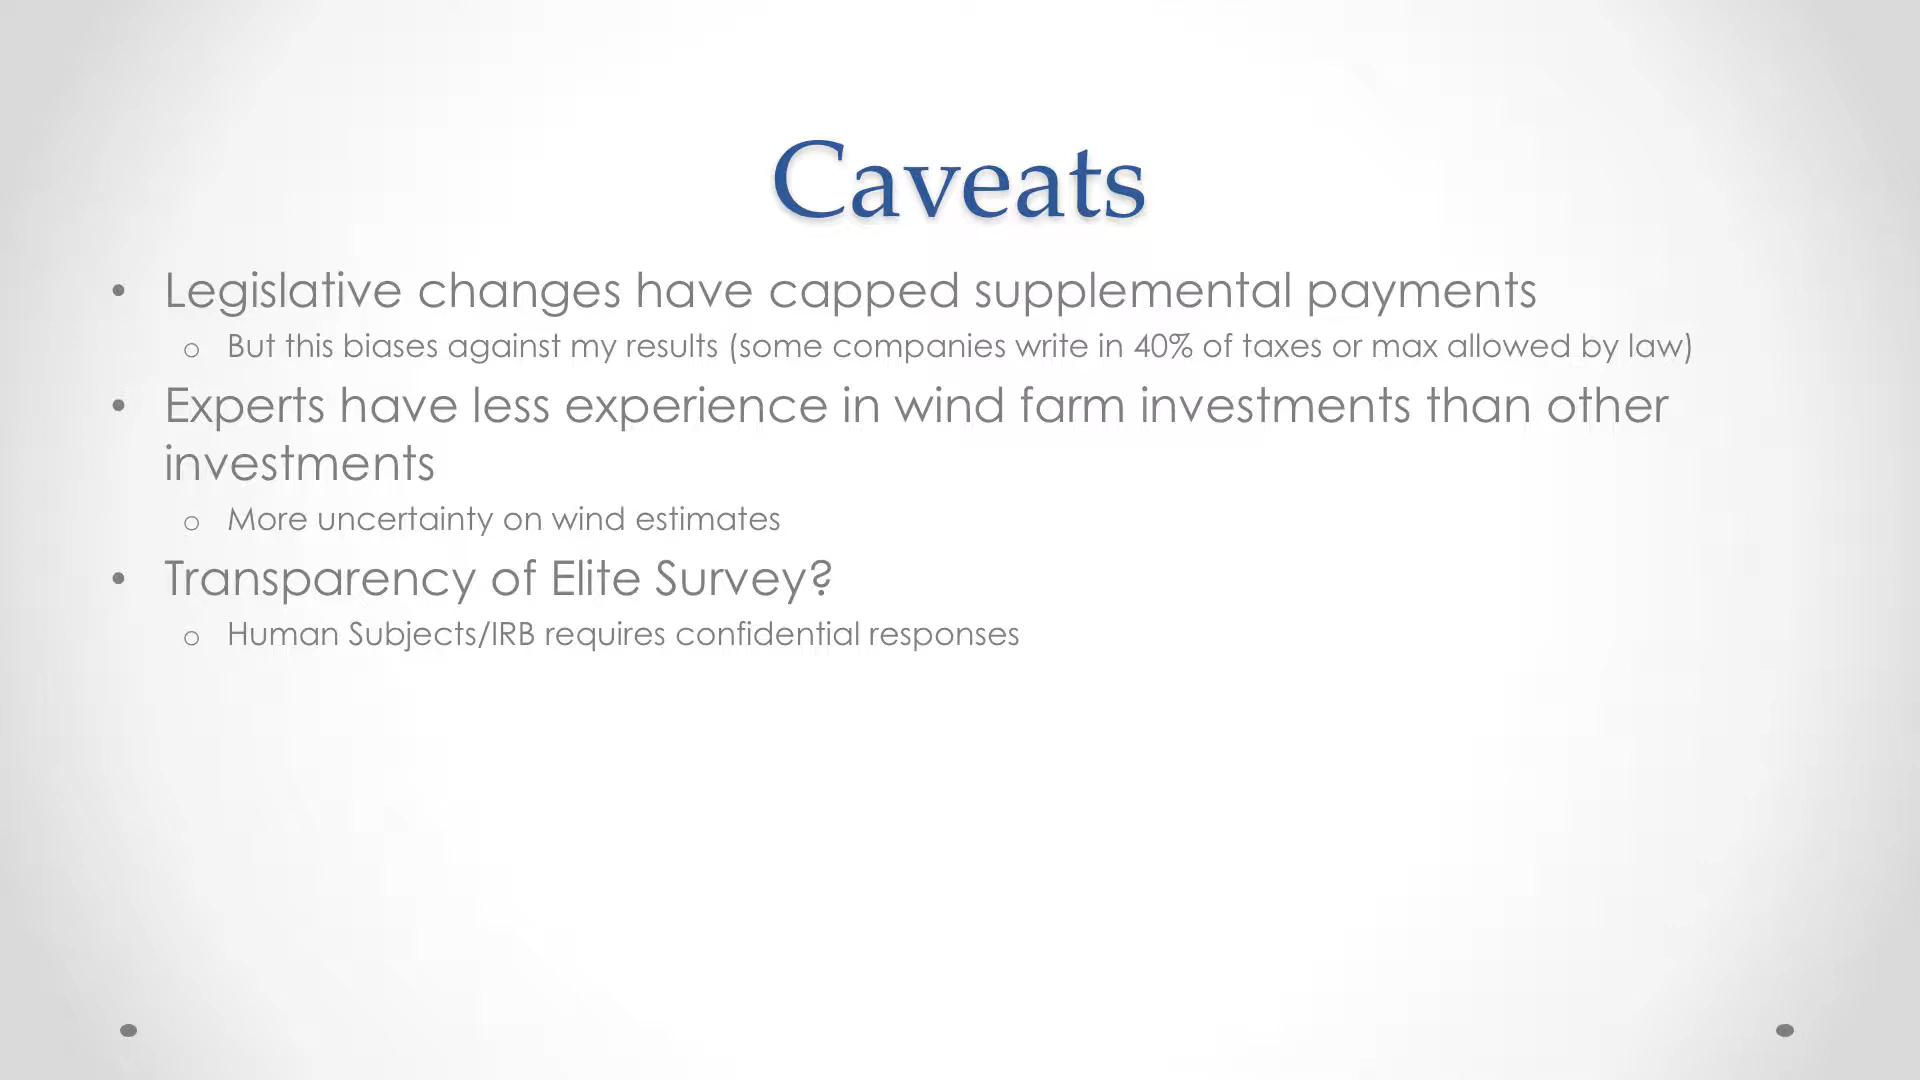 Caveats
• Legislative changes have capped supplemental payments
o But this biases against my results (some companies write in 40% of taxes or max allowed by law)
• Experts have less experience in wind farm investments than other
investments
o More uncertainty on wind estimates
• Transparency of Elite Survey?
o Human Subjects/IRB requires confidential responses